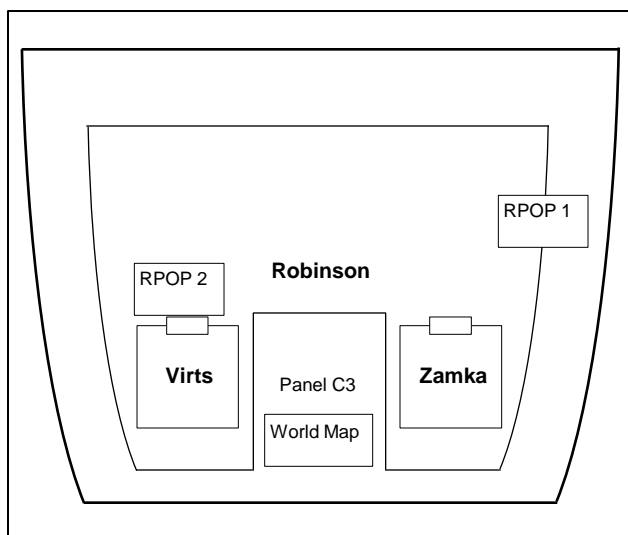 RPOP 1
Robinson
RPOP 2
Virts
Panel C3
Zamka
World Map